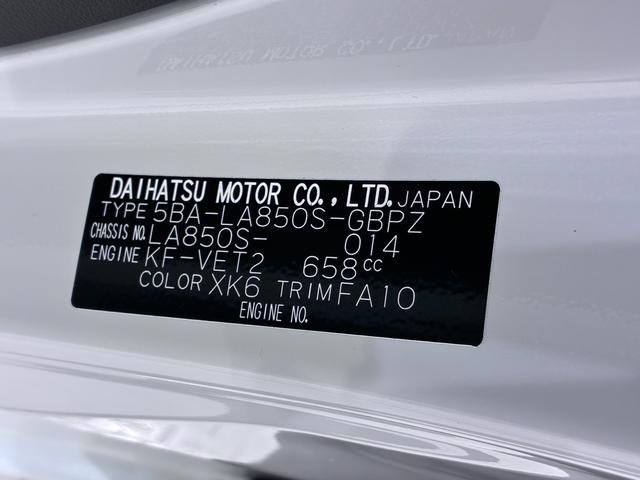 DAIHATSU MOTOR CO., LTD. JAPAN
TYPE 5BA-LA850S-GBPZ
CHASSIS NO. LA850S- 014
ENGINE KF-VET2 658cc
COLOR XK6 TRIM FA10
ENGINE NO.